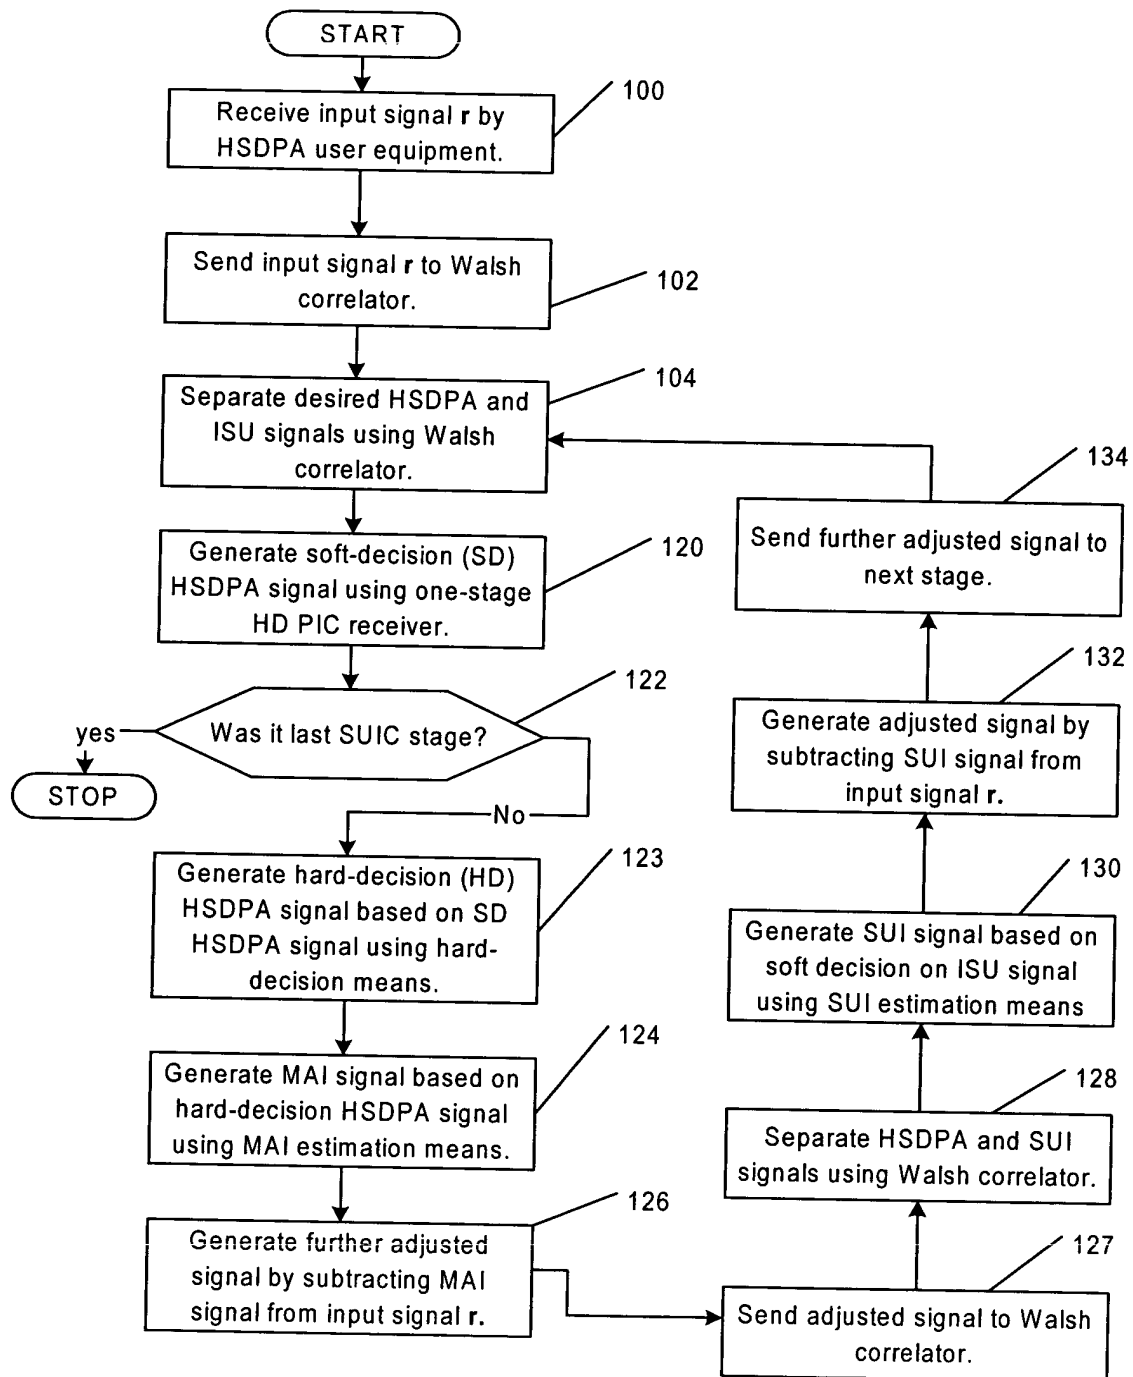 START
100
Receive input signal r by
HSDPA user equipment.
Send input signal r to Walsh
correlator.
102
104
Separate desired HSDPA and
ISU signals using Walsh
correlator.
Generate soft-decision (SD)
HSDPA signal using one-stage
HD PIC receiver.
120
122
Was it last SUIC stage?
yes
STOP
No
123
Generate hard-decision (HD)
HSDPA signal based on SD
HSDPA signal using hard-
decision means.
124
Generate MAI signal based on
hard-decision HSDPA signal
using MAI estimation means.
126
Generate further adjusted
signal by subtracting MAI
signal from input signal r.
127
Send adjusted signal to Walsh
correlator.
128
Separate HSDPA and SUI
signals using Walsh correlator.
130
Generate SUI signal based on
soft decision on ISU signal
using SUI estimation means
132
Generate adjusted signal by
subtracting SUI signal from
input signal r.
134
Send further adjusted signal to
next stage.